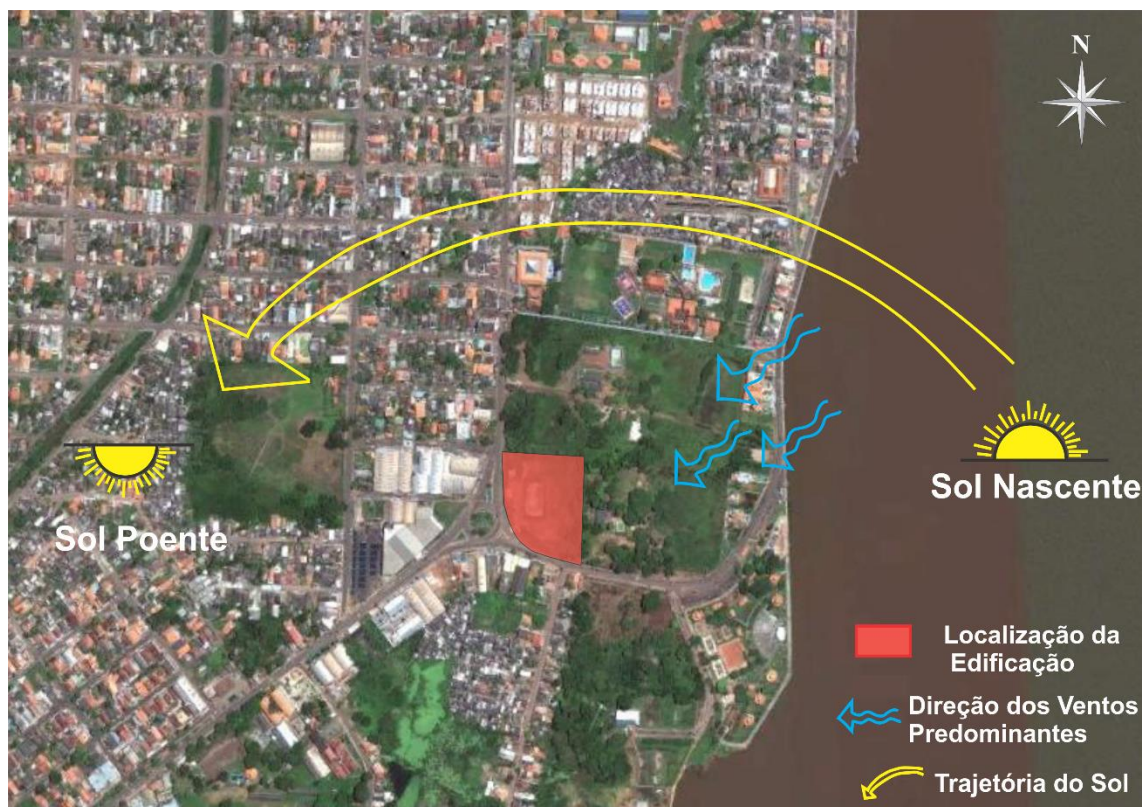 N
Sol Nascente
Sol Poente
Localização da
Edificação
Direção dos Ventos
Predominantes
Trajetória do Sol